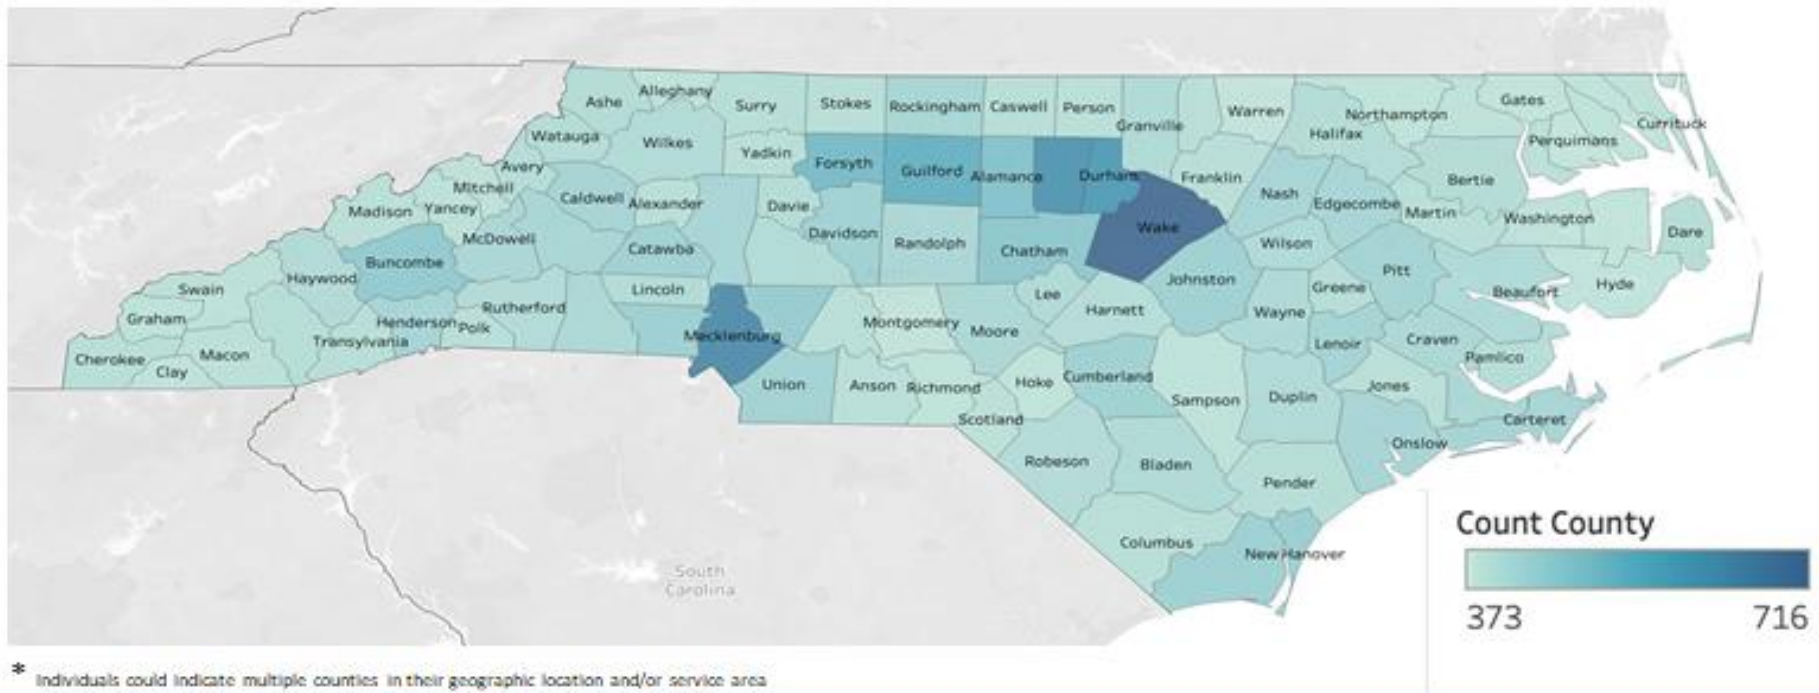 Ashe
Alleghany
Surry
Stokes
Rockingham
Caswell
Person
Granville
Warren
Northampton
Halifax
Gates
Perquimans
Currituck
Watauga
Wilkes
Yadkin
Forsyth
Guilford
Alamance
Durham
Franklin
Nash
Edgecombe
Bertie
Avery
Mitchell
Caldwell
Alexander
Davie
Madison
Yancey
Martin
Washington
Dare
McDowell
Catawba
Davidson
Randolph
Chatham
Wake
Wilson
Buncombe
Haywood
Johnston
Pitt
Beaufort
Hyde
Swain
Lincoln
Lee
Greene
Graham
Rutherford
Henderson
Polk
Harnett
Wayne
Transylvania
Mecklenburg
Montgomery
Moore
Lenoir
Craven
Pamlico
Cherokee
Macon
Clay
Union
Anson
Richmond
Hoke
Cumberland
Sampson
Duplin
Jones
Scotland
Carteret
Onslow
Robeson
Bladen
Pender
Columbus
New Hanover
South
Carolina
Count County
373 716
* Individuals could indicate multiple counties in their geographic location and/or service area